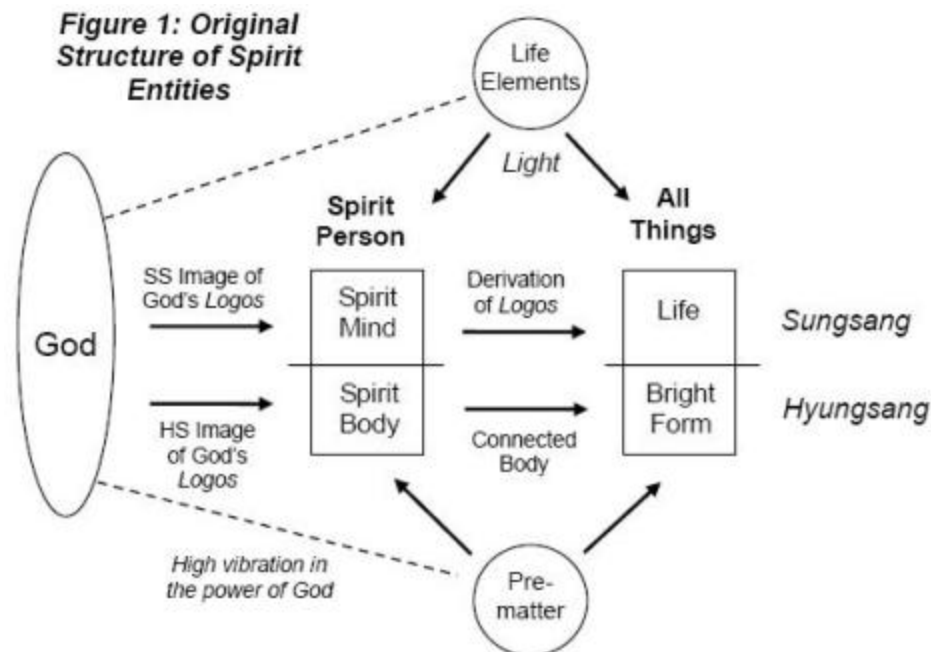 Figure 1: Original
Structure of Spirit
Entities
Life
Elements
Light
Spirit
Person
All
Things
SS Image of
God's Logos
Spirit
Mind
Derivation
of Logos
Life
Sungsang
God
HS Image
of God's
Logos
Spirit
Body
Connected
Body
Bright
Form
Hyungsang
High vibration in
the power of God
Pre-
matter